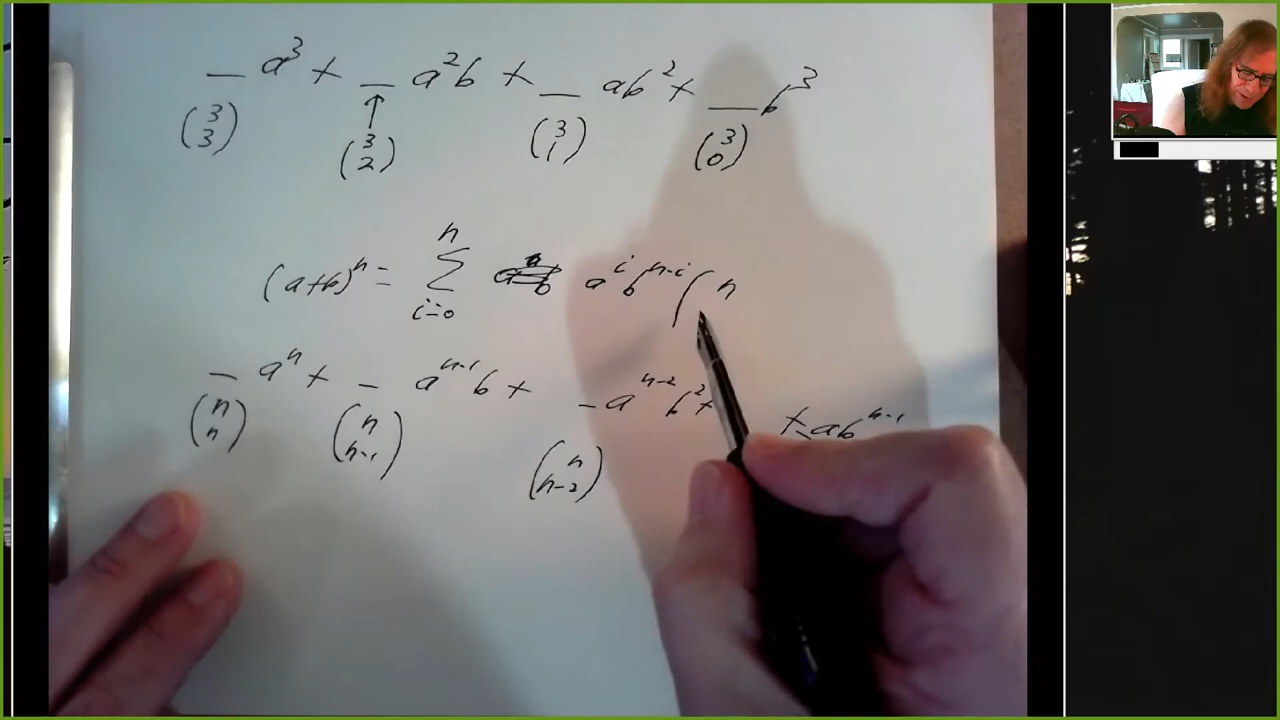 _ a³ + _ a²b + _ ab² + _ b³
(3 3) (3 2) (3 1) (3 0)
n
(a+b)ⁿ = Σ aⁱ bⁿ⁻ⁱ ( n
i=0
_ aⁿ + _ aⁿ⁻¹b + _ aⁿ⁻²b² + + _ abⁿ⁻¹
(n n) (n n-1) (n n-2)